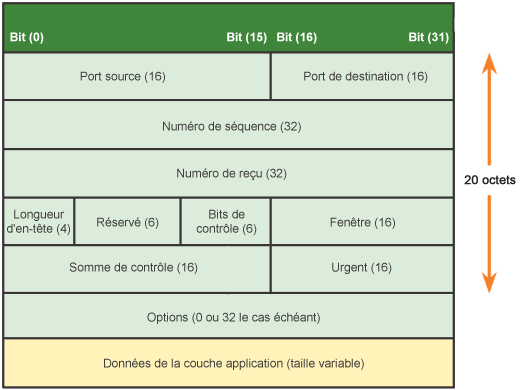 Bit (0) Bit (15) Bit (16) Bit (31)
Port source (16) Port de destination (16)
Numéro de séquence (32)
Numéro de reçu (32)
20 octets
Longueur
d'en-tête (4)
Réservé (6)
Bits de
contrôle (6)
Fenêtre (16)
Somme de contrôle (16) Urgent (16)
Options (0 ou 32 le cas échéant)
Données de la couche application (taille variable)